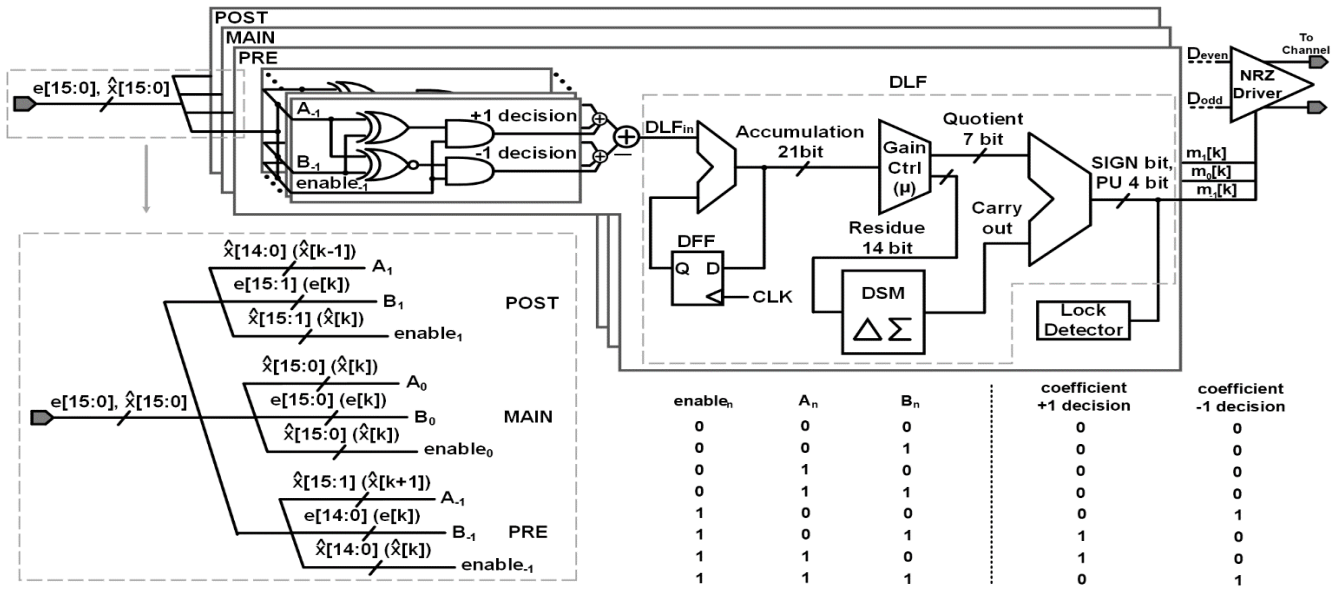 POST
MAIN
PRE
e[15:0], x̂[15:0]
A-1
B-1
enable-1
+1 decision
-1 decision
+
+
+
−
DLF
DLFin
Accumulation
21bit
Gain
Ctrl
(μ)
Quotient
7 bit
Residue
14 bit
Carry
out
SIGN bit,
PU 4 bit
DFF
Q D
CLK
DSM
Δ Σ
Lock
Detector
Deven
Dodd
NRZ
Driver
To
Channel
m1[k]
m0[k]
m-1[k]
x̂[14:0] (x̂[k-1])
A1
e[15:1] (e[k])
B1
POST
x̂[15:1] (x̂[k])
enable1
x̂[15:0] (x̂[k])
A0
e[15:0], x̂[15:0]
e[15:0] (e[k])
B0
MAIN
x̂[15:0] (x̂[k])
enable0
x̂[15:1] (x̂[k+1])
A-1
e[14:0] (e[k])
B-1
PRE
x̂[14:0] (x̂[k])
enable-1
enablen An Bn coefficient +1 decision coefficient -1 decision
0 0 0 0 0
0 0 1 0 0
0 1 0 0 0
0 1 1 0 0
1 0 0 0 1
1 0 1 1 0
1 1 0 1 0
1 1 1 0 1